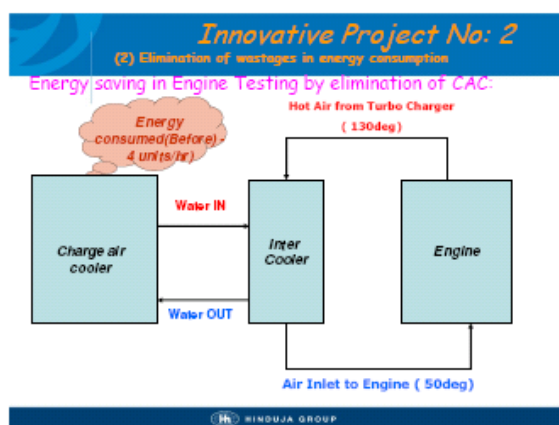 Innovative Project No: 2
(2) Elimination of wastages in energy consumption
Energy saving in Engine Testing by elimination of CAC:
Hot Air from Turbo Charger
( 130deg)
Energy
consumed(Before) -
4 units/hr)
Water IN
Charge air
cooler
Inter
Cooler
Engine
Water OUT
Air Inlet to Engine ( 50deg)
HINDUJA GROUP